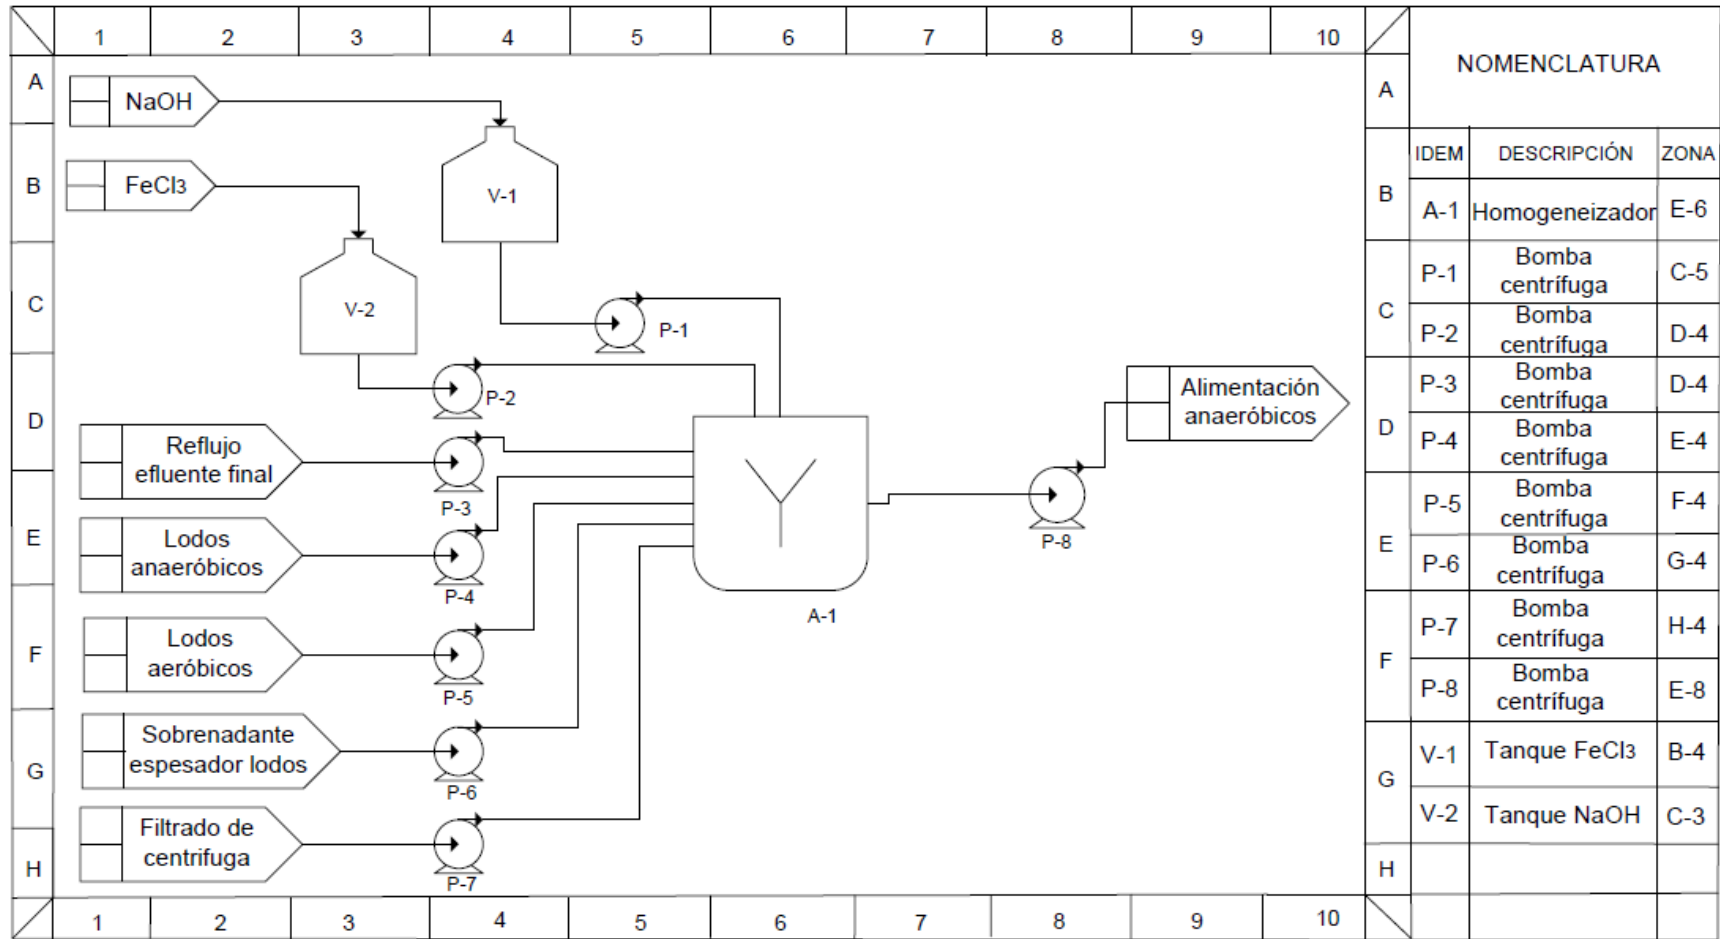 1 2 3 4 5 6 7 8 9 10
A
B
C
D
E
F
G
H
NaOH
FeCl3
V-1
V-2
P-1
P-2
Reflujo
efluente final
P-3
Lodos
anaeróbicos
P-4
Lodos
aeróbicos
P-5
Sobrenadante
espesador lodos
P-6
Filtrado de
centrifuga
P-7
A-1
P-8
Alimentación
anaeróbicos
1 2 3 4 5 6 7 8 9 10
A
B
C
D
E
F
G
H
NOMENCLATURA
IDEM DESCRIPCIÓN ZONA
A-1 Homogeneizador E-6
P-1 Bomba
centrífuga C-5
P-2 Bomba
centrífuga D-4
P-3 Bomba
centrífuga D-4
P-4 Bomba
centrífuga E-4
P-5 Bomba
centrífuga F-4
P-6 Bomba
centrífuga G-4
P-7 Bomba
centrífuga H-4
P-8 Bomba
centrífuga E-8
V-1 Tanque FeCl3 B-4
V-2 Tanque NaOH C-3